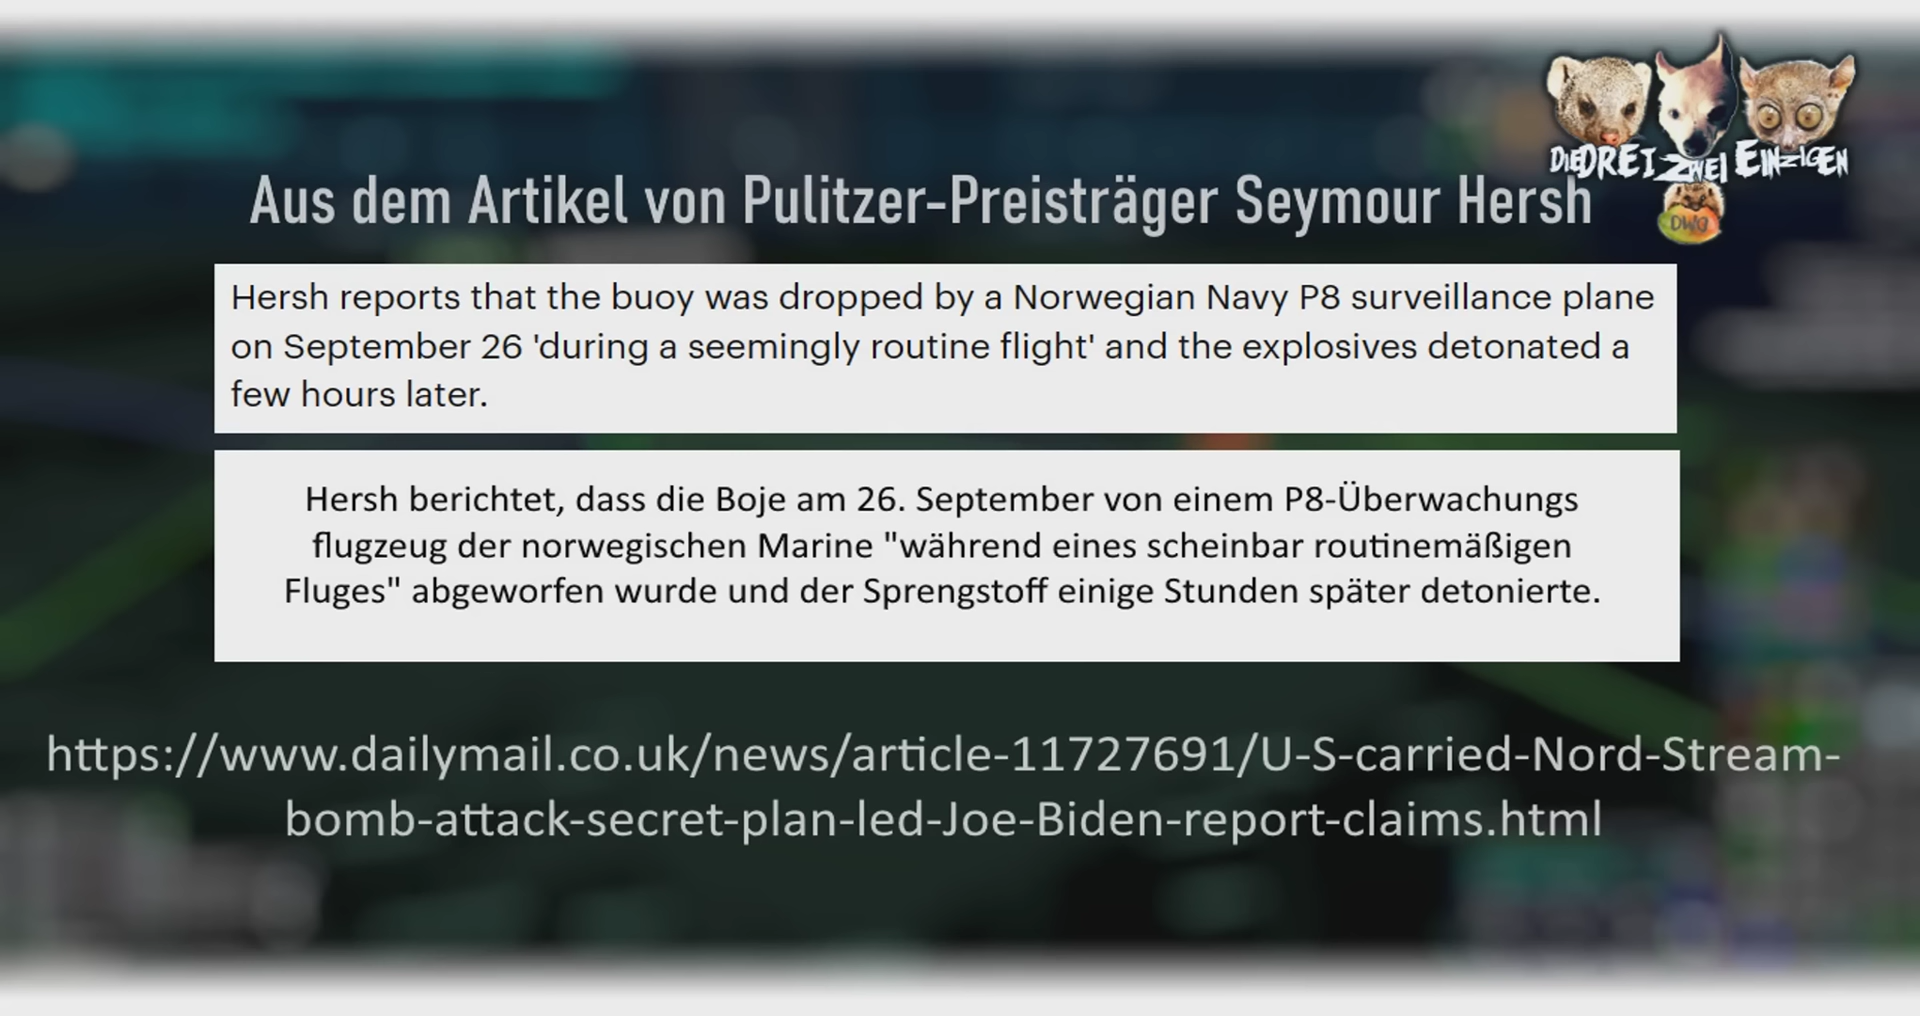 DIE DREI ZWEI EINZIGEN
DWO
Aus dem Artikel von Pulitzer-Preisträger Seymour Hersh
Hersh reports that the buoy was dropped by a Norwegian Navy P8 surveillance plane
on September 26 'during a seemingly routine flight' and the explosives detonated a
few hours later.
Hersh berichtet, dass die Boje am 26. September von einem P8-Überwachungs
flugzeug der norwegischen Marine "während eines scheinbar routinemäßigen
Fluges" abgeworfen wurde und der Sprengstoff einige Stunden später detonierte.
https://www.dailymail.co.uk/news/article-11727691/U-S-carried-Nord-Stream-
bomb-attack-secret-plan-led-Joe-Biden-report-claims.html